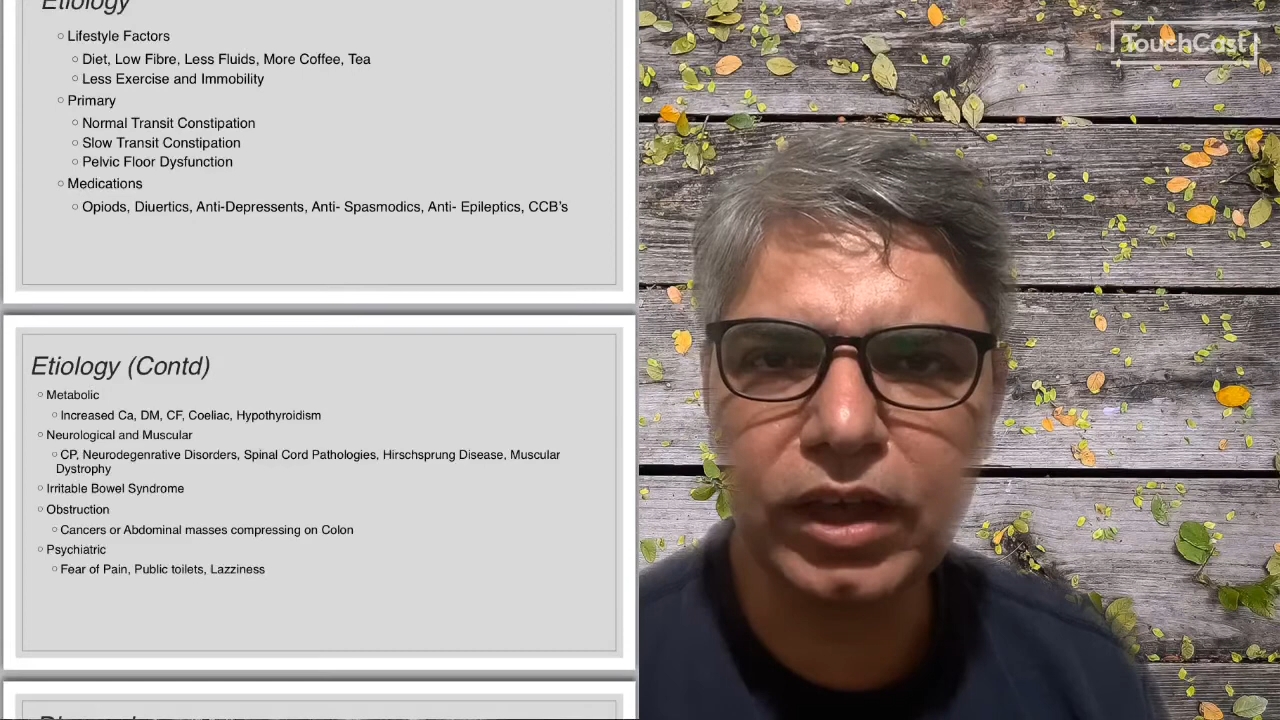 Etiology
Lifestyle Factors
Diet, Low Fibre, Less Fluids, More Coffee, Tea
Less Exercise and Immobility
Primary
Normal Transit Constipation
Slow Transit Constipation
Pelvic Floor Dysfunction
Medications
Opiods, Diuertics, Anti-Depressents, Anti- Spasmodics, Anti- Epileptics, CCB's
Etiology (Contd)
Metabolic
Increased Ca, DM, CF, Coeliac, Hypothyroidism
Neurological and Muscular
CP, Neurodegenrative Disorders, Spinal Cord Pathologies, Hirschsprung Disease, Muscular
Dystrophy
Irritable Bowel Syndrome
Obstruction
Cancers or Abdominal masses compressing on Colon
Psychiatric
Fear of Pain, Public toilets, Lazziness
TouchCast